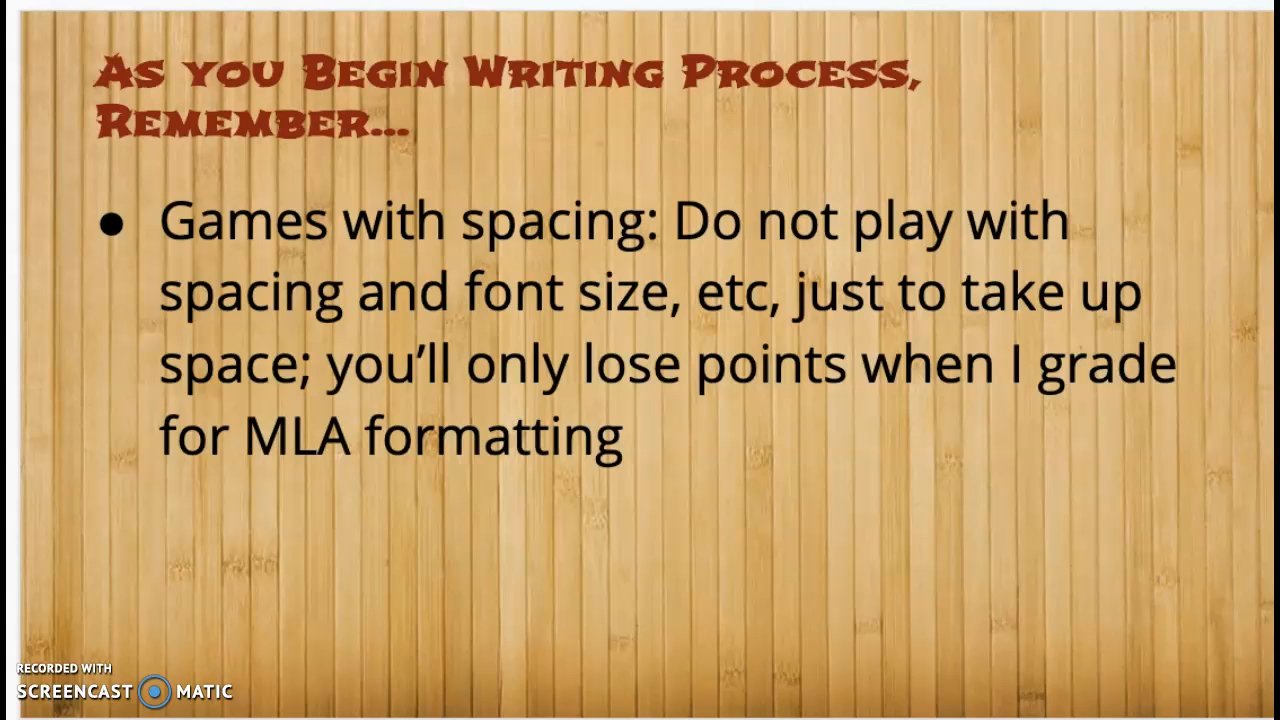 As you Begin Writing Process,
Remember...
● Games with spacing: Do not play with
spacing and font size, etc, just to take up
space; you’ll only lose points when I grade
for MLA formatting
RECORDED WITH
SCREENCAST MATIC